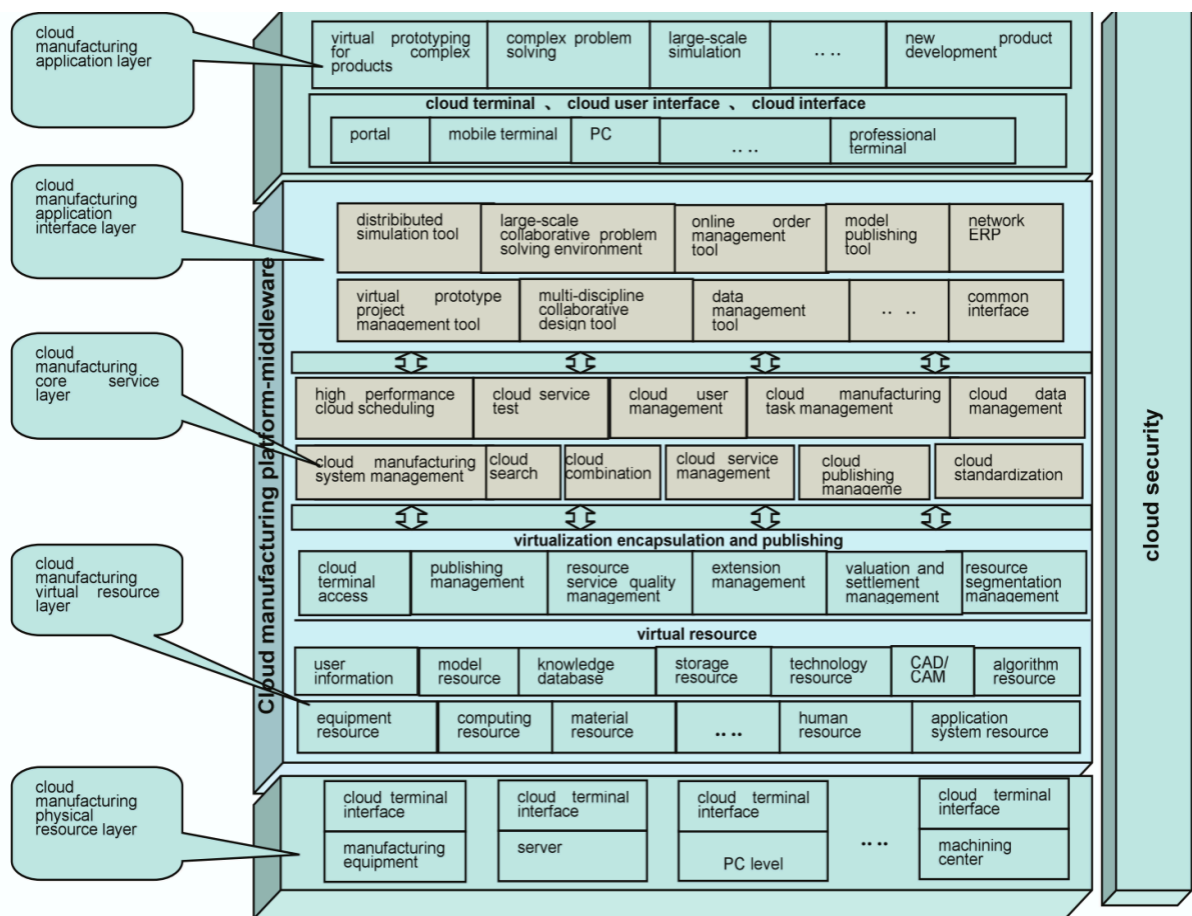 cloud
manufacturing
application layer
virtual prototyping
for complex
products
complex problem
solving
large-scale
simulation
.. ..
new product
development
cloud terminal 、 cloud user interface 、 cloud interface
portal
mobile terminal
PC
.. ..
professional
terminal
cloud
manufacturing
application
interface layer
Cloud manufacturing platform-middleware
distribibuted
simulation tool
large-scale
collaborative problem
solving environment
online order
management
tool
model
publishing
tool
network
ERP
virtual prototype
project
management tool
multi-discipline
collaborative
design tool
data
management
tool
.. ..
common
interface
cloud
manufacturing
core service
layer
high performance
cloud scheduling
cloud service
test
cloud user
management
cloud manufacturing
task management
cloud data
management
cloud manufacturing
system management
cloud
search
cloud
combination
cloud service
management
cloud
publishing
manageme
cloud
standardization
virtualization encapsulation and publishing
cloud
terminal
access
publishing
management
resource
service quality
management
extension
management
valuation and
settlement
management
resource
segmentation
management
cloud
manufacturing
virtual resource
layer
virtual resource
user
information
model
resource
knowledge
database
storage
resource
technology
resource
CAD/
CAM
algorithm
resource
equipment
resource
computing
resource
material
resource
.. ..
human
resource
application
system resource
cloud
manufacturing
physical
resource layer
cloud terminal
interface
manufacturing
equipment
cloud terminal
interface
server
cloud terminal
interface
PC level
.. ..
cloud terminal
interface
machining
center
cloud security